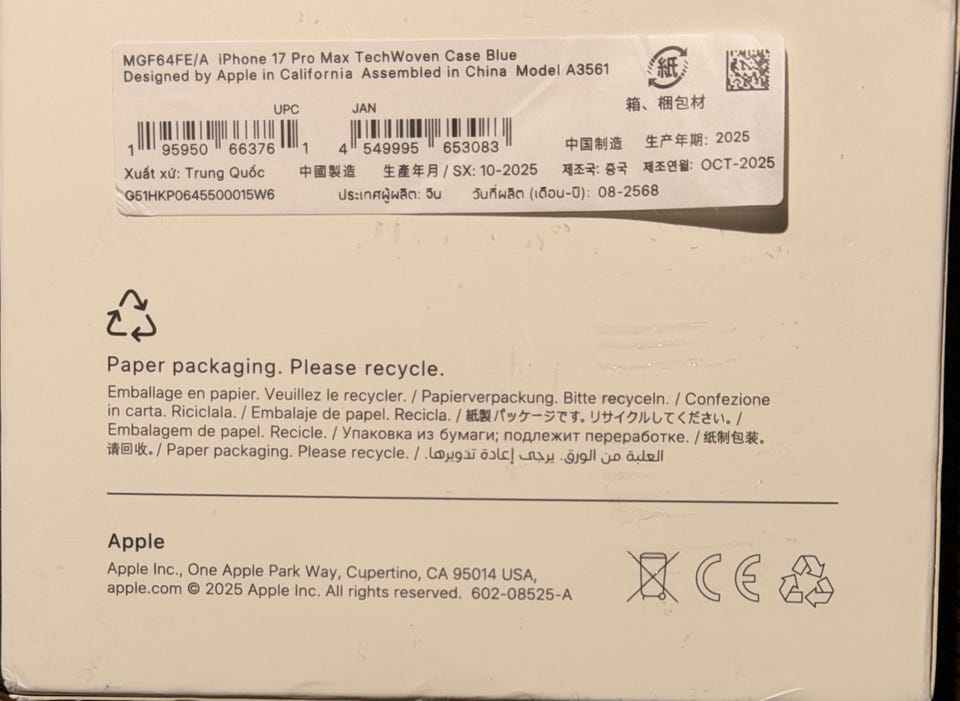 MGF64FE/A iPhone 17 Pro Max TechWoven Case Blue
Designed by Apple in California Assembled in China Model A3561
紙
箱、梱包材
UPC
JAN
1 95950 66376 1
4 549995 653083
中国制造 生产年期: 2025
Xuất xứ: Trung Quốc 中國製造 生產年月 / SX: 10-2025 제조국: 중국 제조연월: OCT-2025
G51HKP0645500015W6 ประเทศผู้ผลิต: จีน วันที่ผลิต (เดือน-ปี): 08-2568
Paper packaging. Please recycle.
Emballage en papier. Veuillez le recycler. / Papierverpackung. Bitte recyceln. / Confezione
in carta. Riciclala. / Embalaje de papel. Recicla. / 紙製パッケージです。リサイクルしてください。 /
Embalagem de papel. Recicle. / Упаковка из бумаги; подлежит переработке. / 纸制包装。
请回收。/ Paper packaging. Please recycle. / العلبة من الورق. يرجى إعادة تدويرها.
Apple
Apple Inc., One Apple Park Way, Cupertino, CA 95014 USA,
apple.com © 2025 Apple Inc. All rights reserved. 602-08525-A
CE